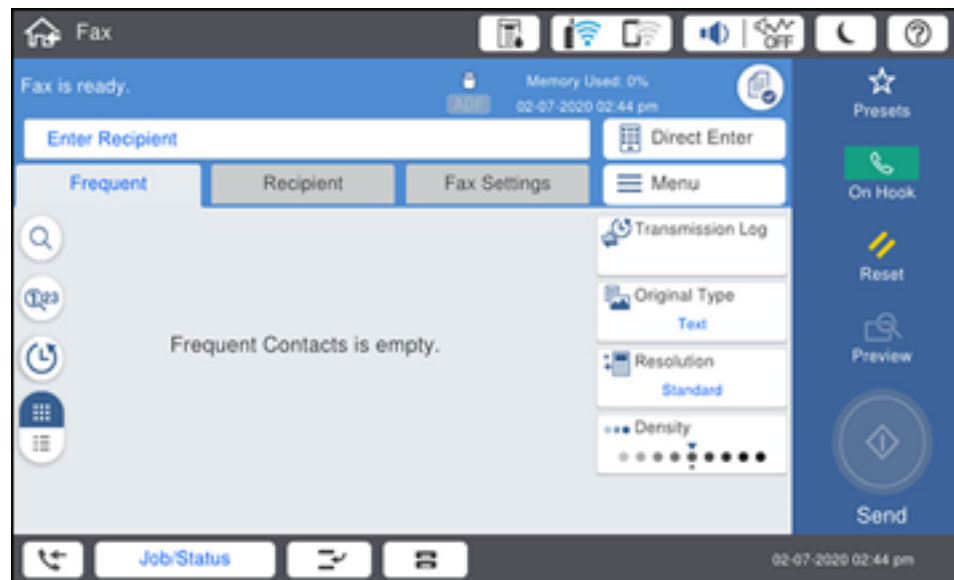 Fax
OFF
Fax is ready.
Memory Used: 0%
ADF
02-07-2020 02:44 pm
Presets
Enter Recipient
Direct Enter
Frequent
Recipient
Fax Settings
Menu
On Hook
Transmission Log
Reset
123
Original Type
Text
Frequent Contacts is empty.
Resolution
Standard
Preview
Density
Send
Job/Status
02-07-2020 02:44 pm